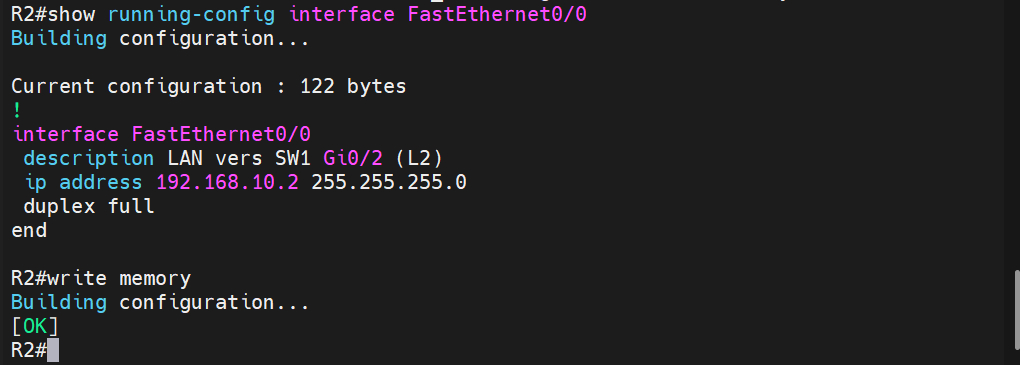 R2#show running-config interface FastEthernet0/0
Building configuration...
Current configuration : 122 bytes
!
interface FastEthernet0/0
description LAN vers SW1 Gi0/2 (L2)
ip address 192.168.10.2 255.255.255.0
duplex full
end
R2#write memory
Building configuration...
[OK]
R2#